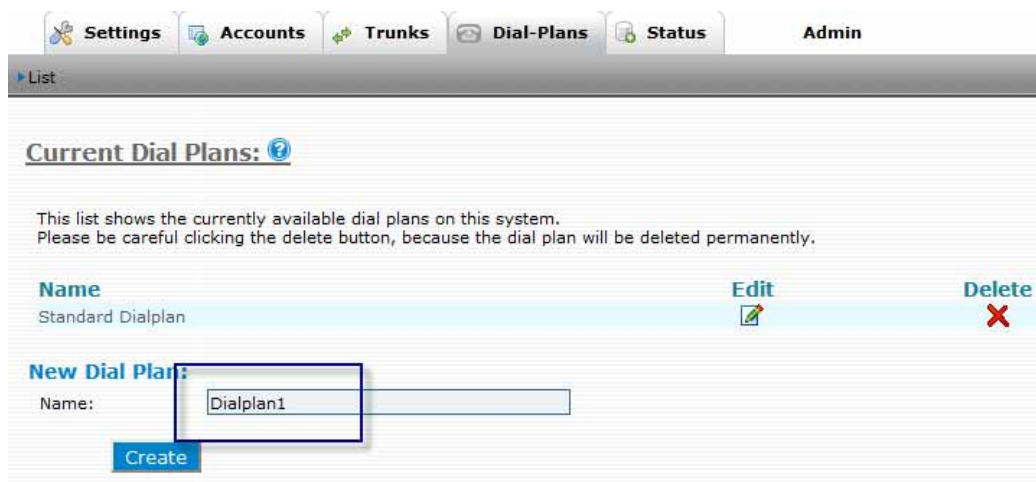 Settings Accounts Trunks Dial-Plans Status Admin
List
Current Dial Plans: ?
This list shows the currently available dial plans on this system.
Please be careful clicking the delete button, because the dial plan will be deleted permanently.
Name Edit Delete
Standard Dialplan
New Dial Plan:
Name: Dialplan1
Create